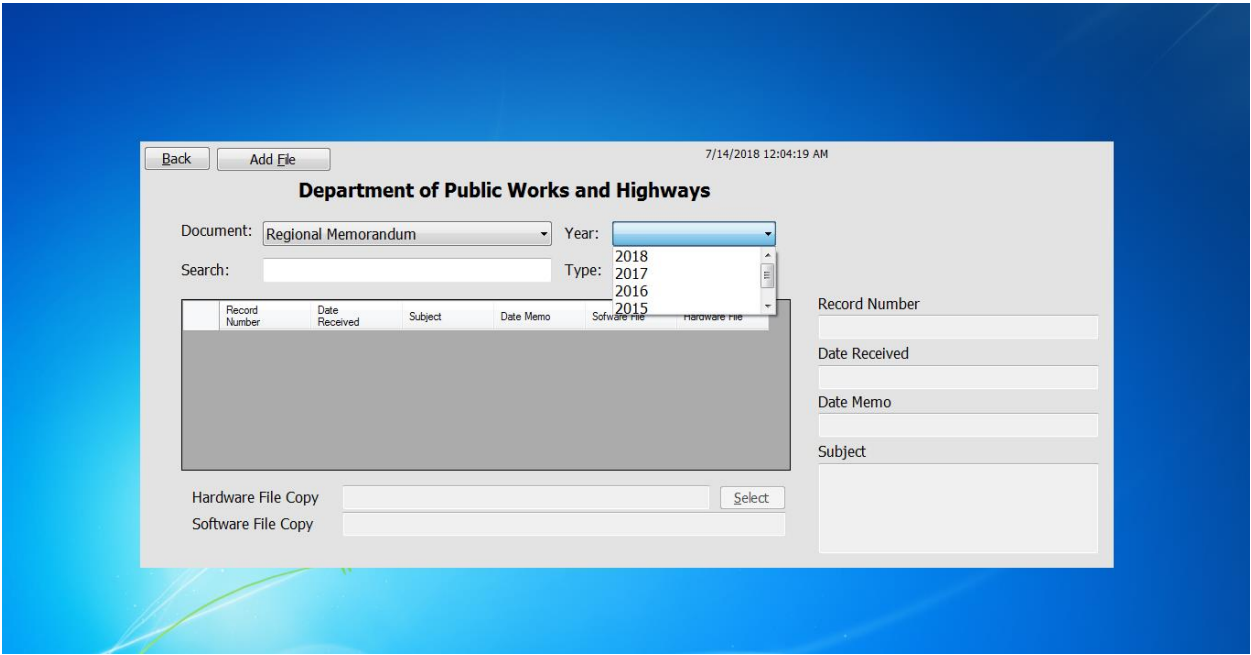 Back Add File 7/14/2018 12:04:19 AM
Department of Public Works and Highways
Document: Regional Memorandum Year:
2018
Search: Type: 2017
2016
2015
Record Number Date Received Subject Date Memo Sofware File Hardware File
Record Number
Date Received
Date Memo
Subject
Hardware File Copy Select
Software File Copy